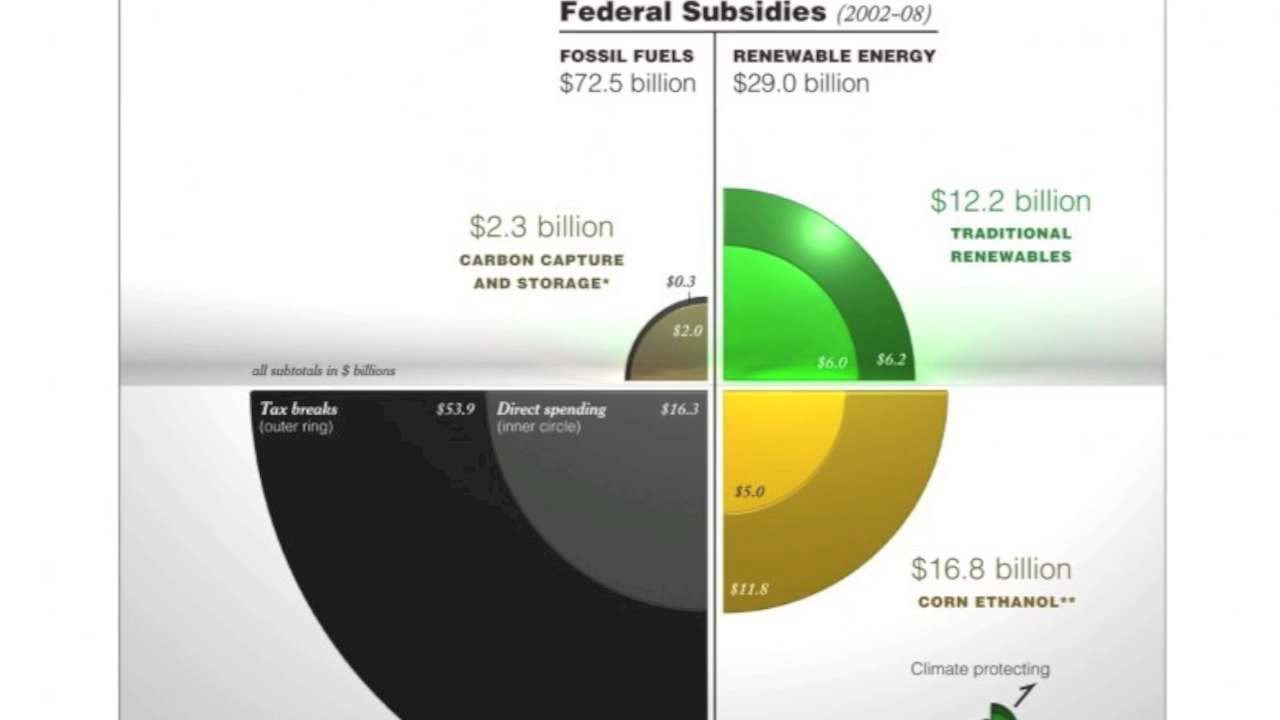 Federal Subsidies (2002-08)
FOSSIL FUELS
$72.5 billion
RENEWABLE ENERGY
$29.0 billion
$2.3 billion
CARBON CAPTURE
AND STORAGE*
$0.3
$2.0
$12.2 billion
TRADITIONAL
RENEWABLES
$6.0
$6.2
all subtotals in $ billions
Tax breaks
(outer ring)
$53.9
Direct spending
(inner circle)
$16.3
$5.0
$11.8
$16.8 billion
CORN ETHANOL**
Climate protecting